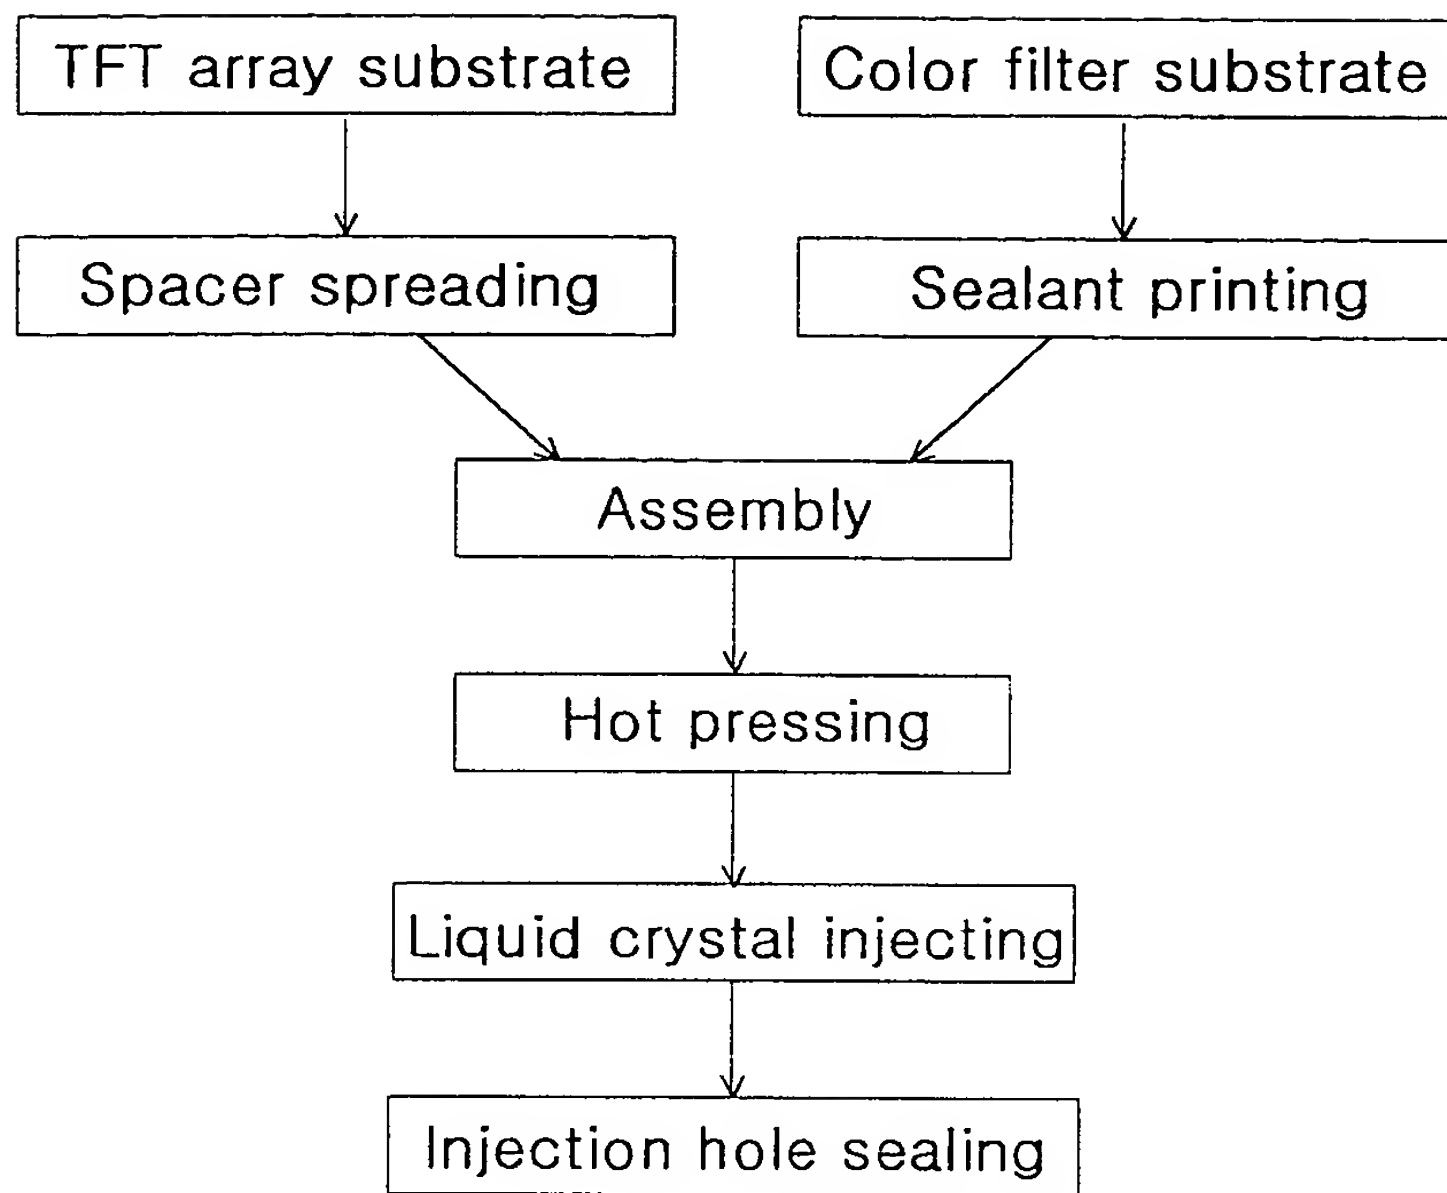 TFT array substrate
Color filter substrate
Spacer spreading
Sealant printing
Assembly
Hot pressing
Liquid crystal injecting
Injection hole sealing